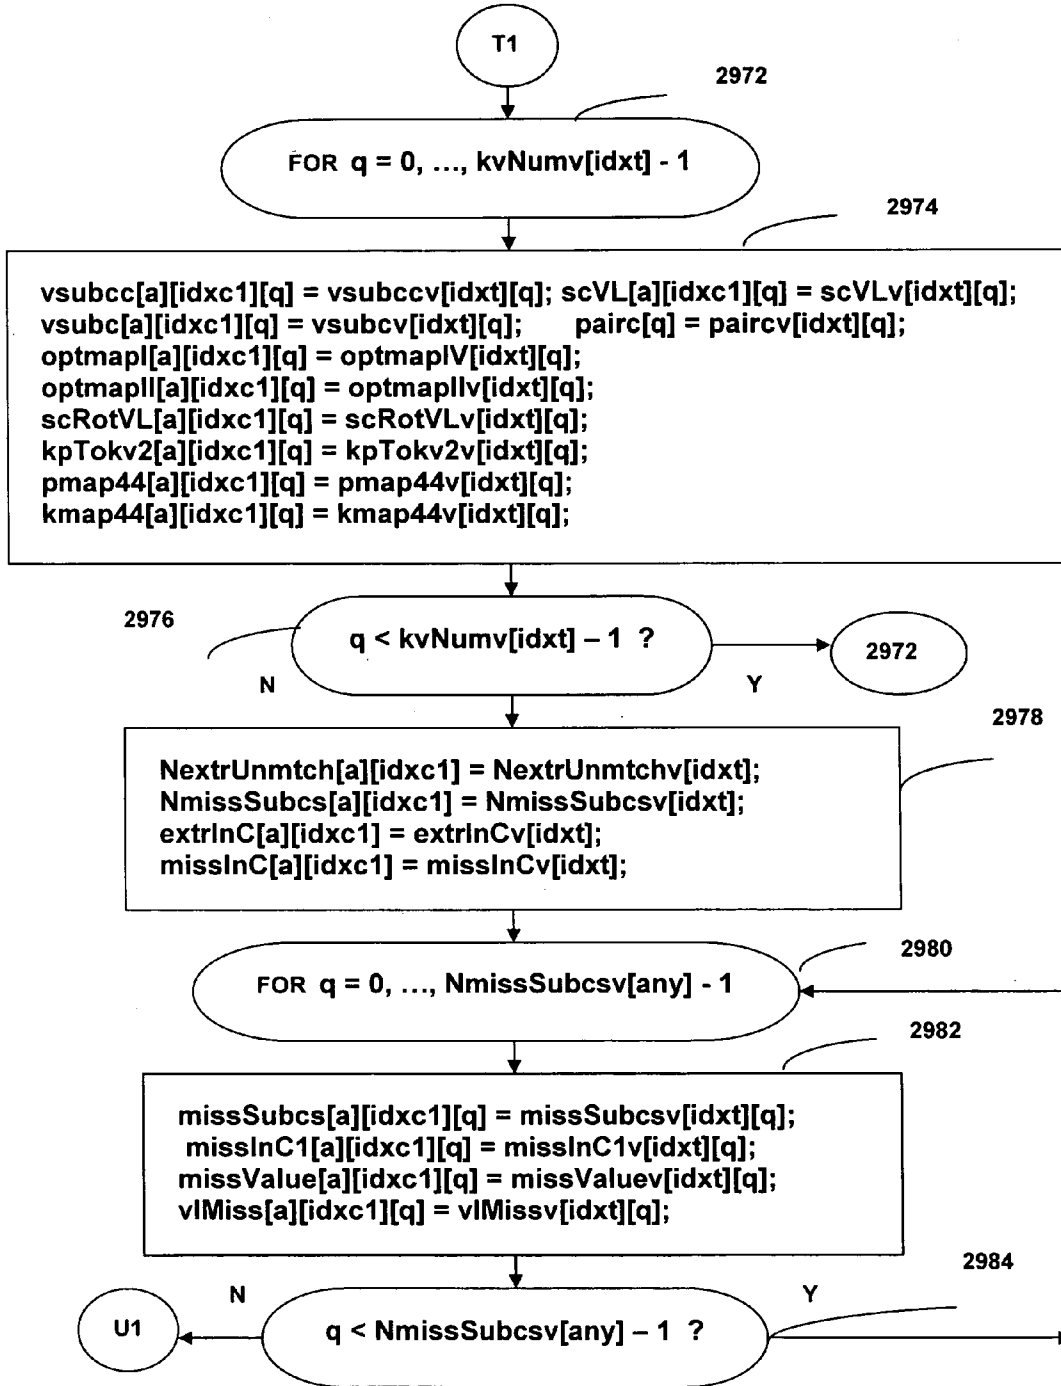 T1
2972
FOR q = 0, ..., kvNumv[idxt] - 1
2974
vsubcc[a][idxc1][q] = vsubccv[idxt][q]; scVL[a][idxc1][q] = scVLv[idxt][q];
vsubc[a][idxc1][q] = vsubcv[idxt][q]; pairc[q] = paircv[idxt][q];
optmapI[a][idxc1][q] = optmapIV[idxt][q];
optmapII[a][idxc1][q] = optmapIIv[idxt][q];
scRotVL[a][idxc1][q] = scRotVLv[idxt][q];
kpTokv2[a][idxc1][q] = kpTokv2v[idxt][q];
pmap44[a][idxc1][q] = pmap44v[idxt][q];
kmap44[a][idxc1][q] = kmap44v[idxt][q];
2976
q < kvNumv[idxt] – 1 ?
2972
N
Y
2978
NextrUnmtch[a][idxc1] = NextrUnmtchv[idxt];
NmissSubcs[a][idxc1] = NmissSubcsv[idxt];
extrInC[a][idxc1] = extrInCv[idxt];
missInC[a][idxc1] = missInCv[idxt];
2980
FOR q = 0, ..., NmissSubcsv[any] - 1
2982
missSubcs[a][idxc1][q] = missSubcsv[idxt][q];
missInC1[a][idxc1][q] = missInC1v[idxt][q];
missValue[a][idxc1][q] = missValuev[idxt][q];
vlMiss[a][idxc1][q] = vlMissv[idxt][q];
2984
N
Y
U1
q < NmissSubcsv[any] – 1 ?